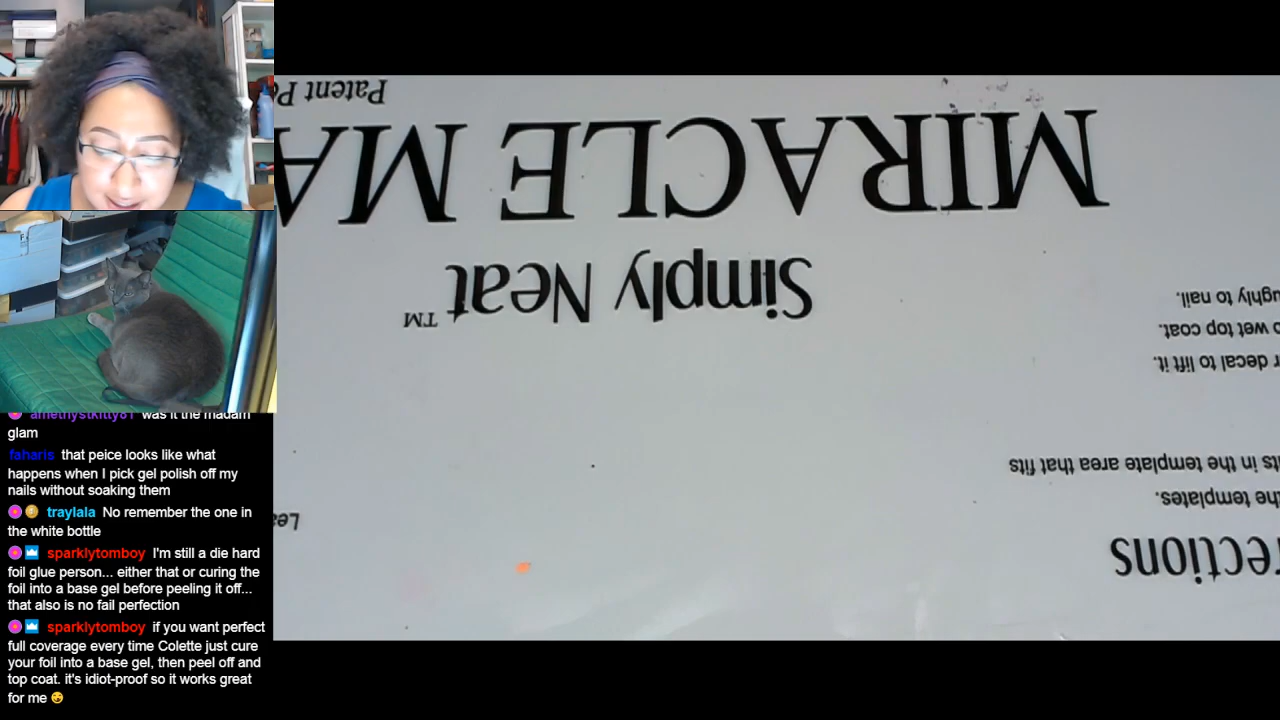 Patent P
MIRACLE MA
Simply Neat™
ughly to nail.
o wet top coat.
r decal to lift it.
its in the template area that fits
the templates.
ections
Lea
amethystkitty81 was it the madam
glam
faharis that peice looks like what
happens when I pick gel polish off my
nails without soaking them
traylala No remember the one in
the white bottle
sparklytomboy I'm still a die hard
foil glue person... either that or curing the
foil into a base gel before peeling it off...
that also is no fail perfection
sparklytomboy if you want perfect
full coverage every time Colette just cure
your foil into a base gel, then peel off and
top coat. it's idiot-proof so it works great
for me